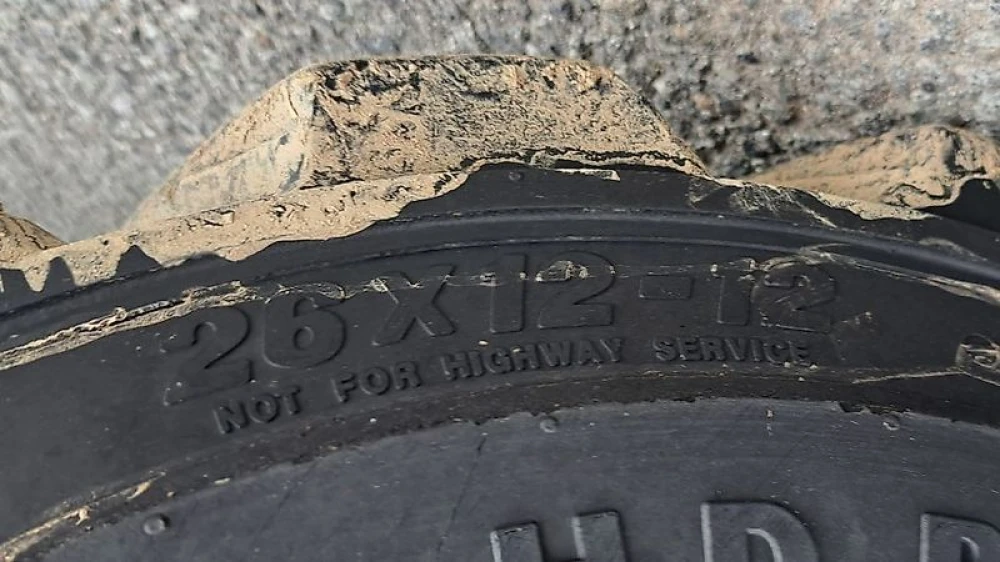 26X12-12
NOT FOR HIGHWAY SERVICE